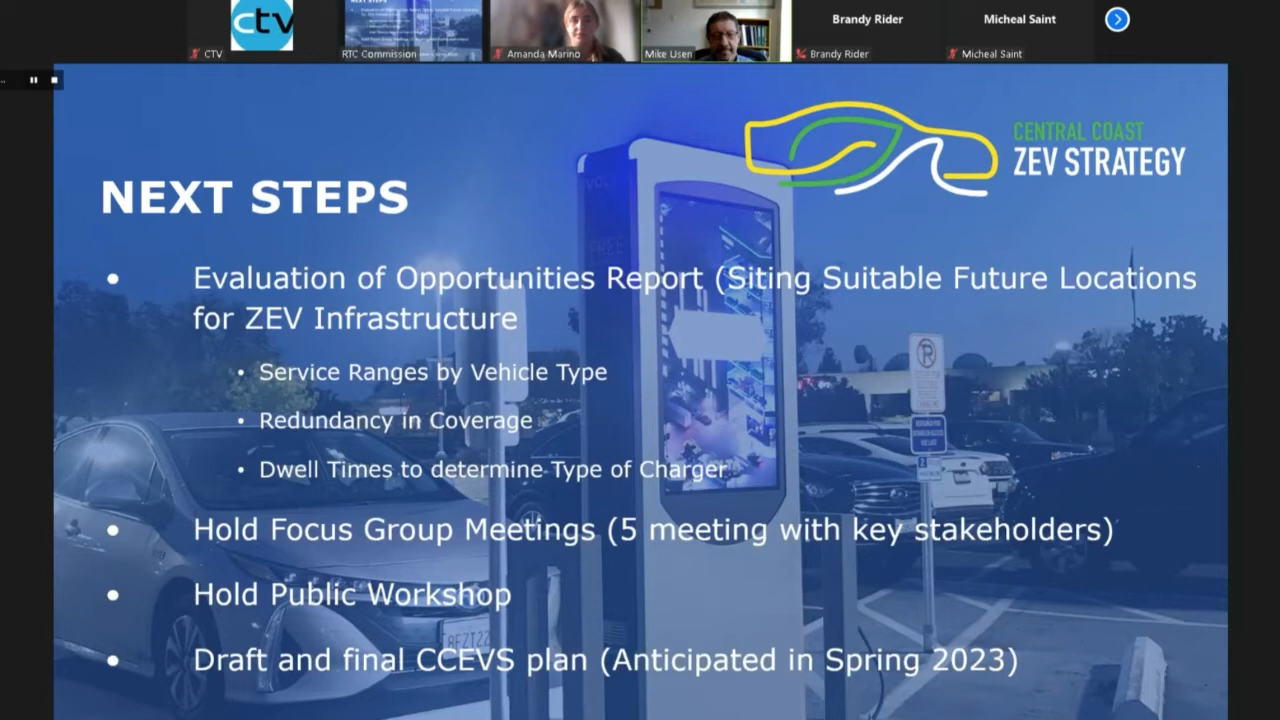 ctv
Brandy Rider
Micheal Saint
CTV
RTC Commission
Amanda Marino
Mike Usen
Brandy Rider
Micheal Saint
CENTRAL COAST
ZEV STRATEGY
NEXT STEPS
• Evaluation of Opportunities Report (Siting Suitable Future Locations
for ZEV Infrastructure
• Service Ranges by Vehicle Type
• Redundancy in Coverage
• Dwell Times to determine Type of Charger
• Hold Focus Group Meetings (5 meeting with key stakeholders)
• Hold Public Workshop
• Draft and final CCEVS plan (Anticipated in Spring 2023)